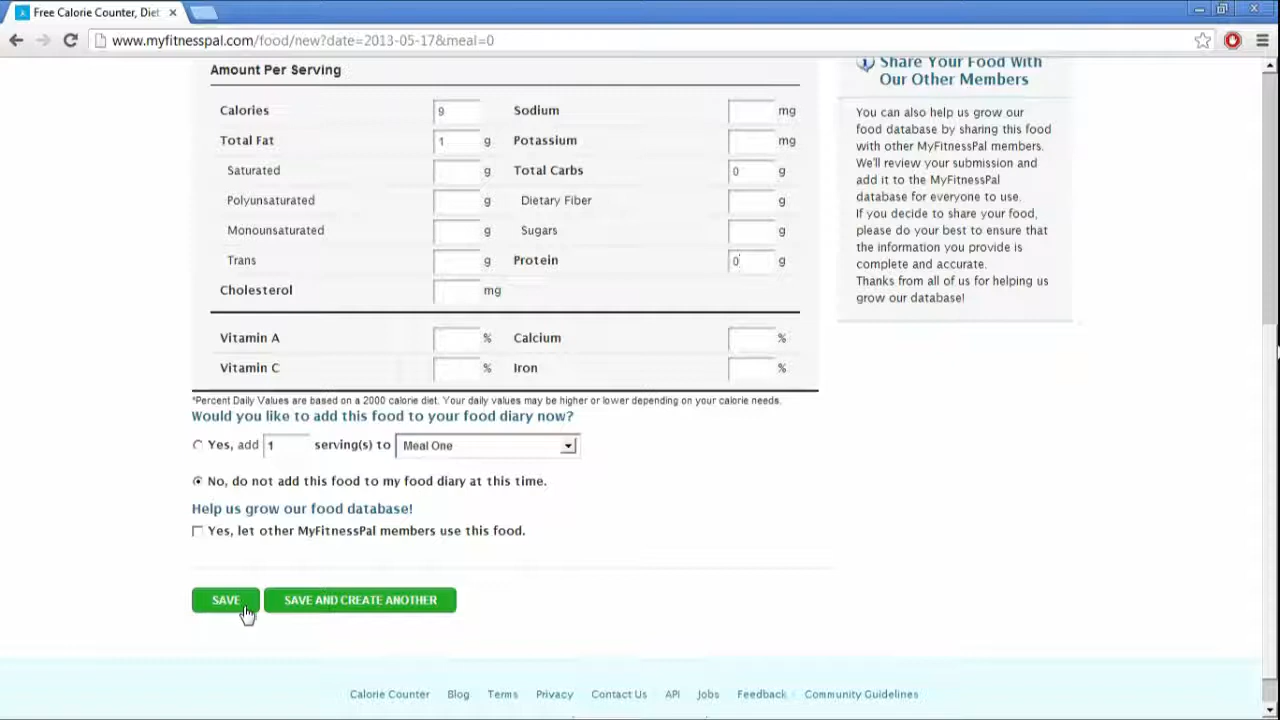 Free Calorie Counter, Diet
www.myfitnesspal.com/food/new?date=2013-05-17&meal=0
Amount Per Serving
Calories 9 Sodium mg
Total Fat 1 g Potassium mg
Saturated g Total Carbs 0 g
Polyunsaturated g Dietary Fiber g
Monounsaturated g Sugars g
Trans g Protein 0 g
Cholesterol mg
Vitamin A % Calcium %
Vitamin C % Iron %
*Percent Daily Values are based on a 2000 calorie diet. Your daily values may be higher or lower depending on your calorie needs.
Would you like to add this food to your food diary now?
Yes, add 1 serving(s) to Meal One
No, do not add this food to my food diary at this time.
Help us grow our food database!
Yes, let other MyFitnessPal members use this food.
SAVE SAVE AND CREATE ANOTHER
Share Your Food With
Our Other Members
You can also help us grow our
food database by sharing this food
with other MyFitnessPal members.
We'll review your submission and
add it to the MyFitnessPal
database for everyone to use.
If you decide to share your food,
please do your best to ensure that
the information you provide is
complete and accurate.
Thanks from all of us for helping us
grow our database!
Calorie Counter Blog Terms Privacy Contact Us API Jobs Feedback Community Guidelines